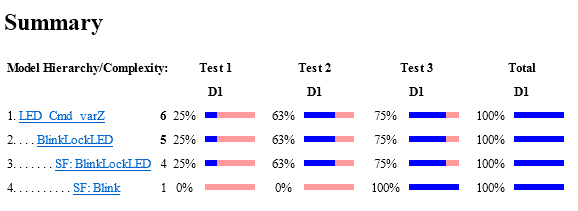 Summary
Model Hierarchy/Complexity: Test 1 Test 2 Test 3 Total
D1 D1 D1 D1
1. LED_Cmd_varZ 6 25% 63% 75% 100%
2. . . . BlinkLockLED 5 25% 63% 75% 100%
3. . . . . . . SF: BlinkLockLED 4 25% 63% 75% 100%
4. . . . . . . . . . SF: Blink 1 0% 0% 100% 100%